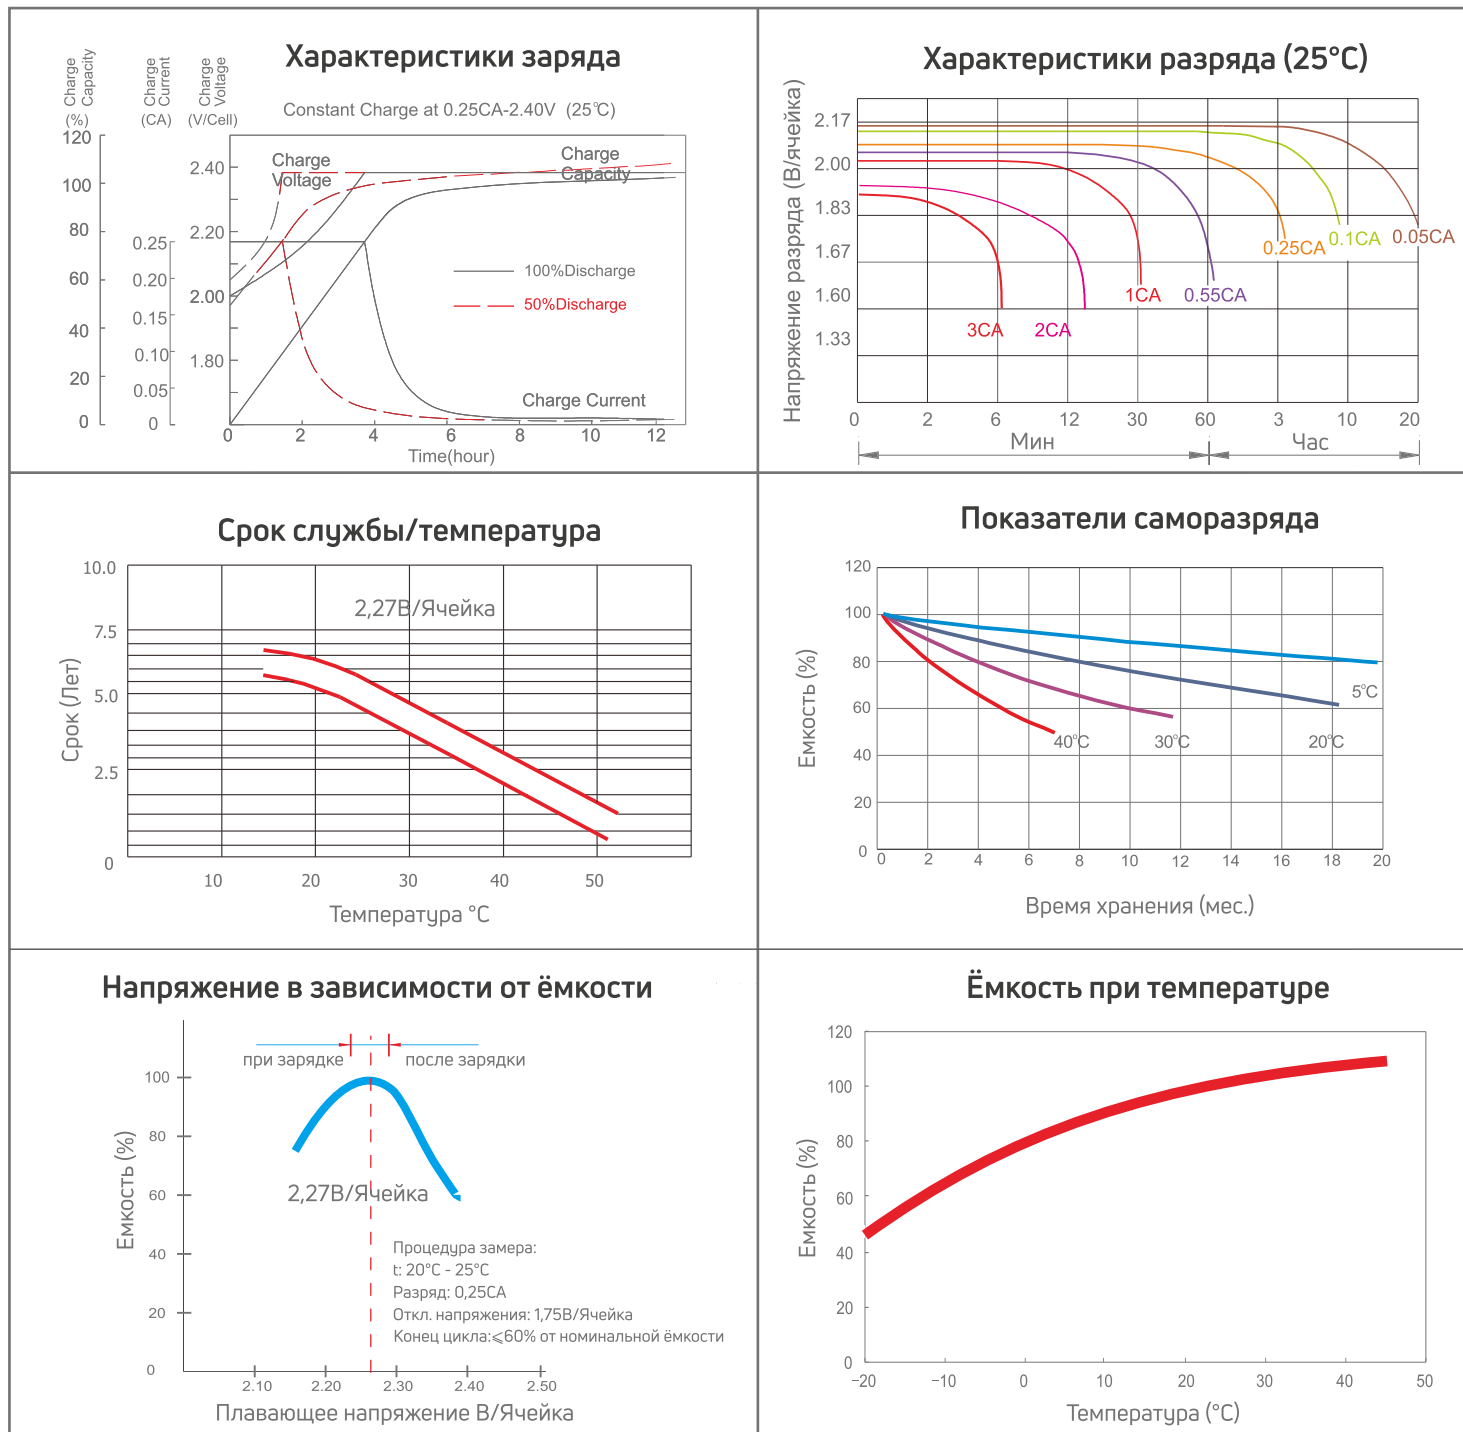 Характеристики заряда
Charge Capacity (%)
Charge Current (CA)
Charge Voltage (V/Cell)
Constant Charge at 0.25CA-2.40V (25°C)
120
100
80
60
40
20
0
0.25
0.20
0.15
0.10
0.05
0
2.40
2.20
2.00
1.80
Charge Voltage
Charge Capacity
100%Discharge
50%Discharge
Charge Current
0 2 4 6 8 10 12
Time(hour)
Характеристики разряда (25°C)
Напряжение разряда (В/ячейка)
2.17
2.00
1.83
1.67
1.60
1.33
3CA
2CA
1CA
0.55CA
0.25CA
0.1CA
0.05CA
0 2 6 12 30 60 3 10 20
Мин Час
Срок службы/температура
Срок (Лет)
10.0
7.5
5.0
2.5
0
2,27В/Ячейка
10 20 30 40 50
Температура °C
Показатели саморазряда
Емкость (%)
120
100
80
60
40
20
0
5°C
40°C 30°C 20°C
0 2 4 6 8 10 12 14 16 18 20
Время хранения (мес.)
Напряжение в зависимости от ёмкости
при зарядке после зарядки
Емкость (%)
100
80
60
40
20
0
2,27В/Ячейка
Процедура замера:
t: 20°C - 25°C
Разряд: 0,25СА
Откл. напряжения: 1,75В/Ячейка
Конец цикла:⩽60% от номинальной ёмкости
2.10 2.20 2.30 2.40 2.50
Плавающее напряжение В/Ячейка
Ёмкость при температуре
Емкость (%)
120
100
80
60
40
20
0
−20 −10 0 10 20 30 40 50
Температура (°C)